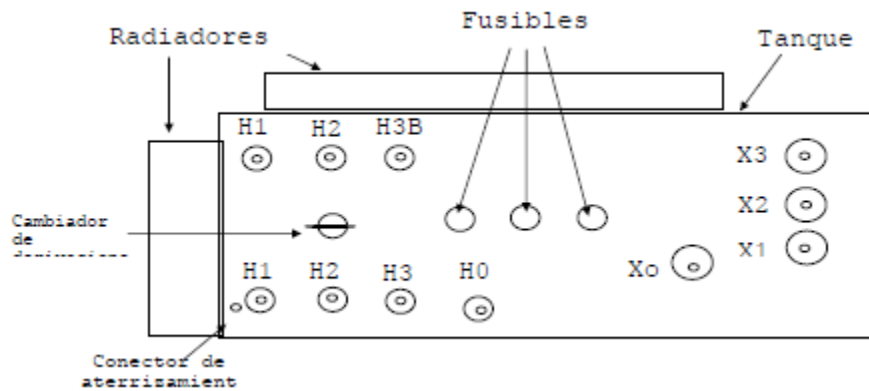 Fusibles
Radiadores
Tanque
H1 H2 H3B
X3
Cambiador
de
X2
X1
H1 H2 H3 H0 Xo
Conector de
aterrizamient